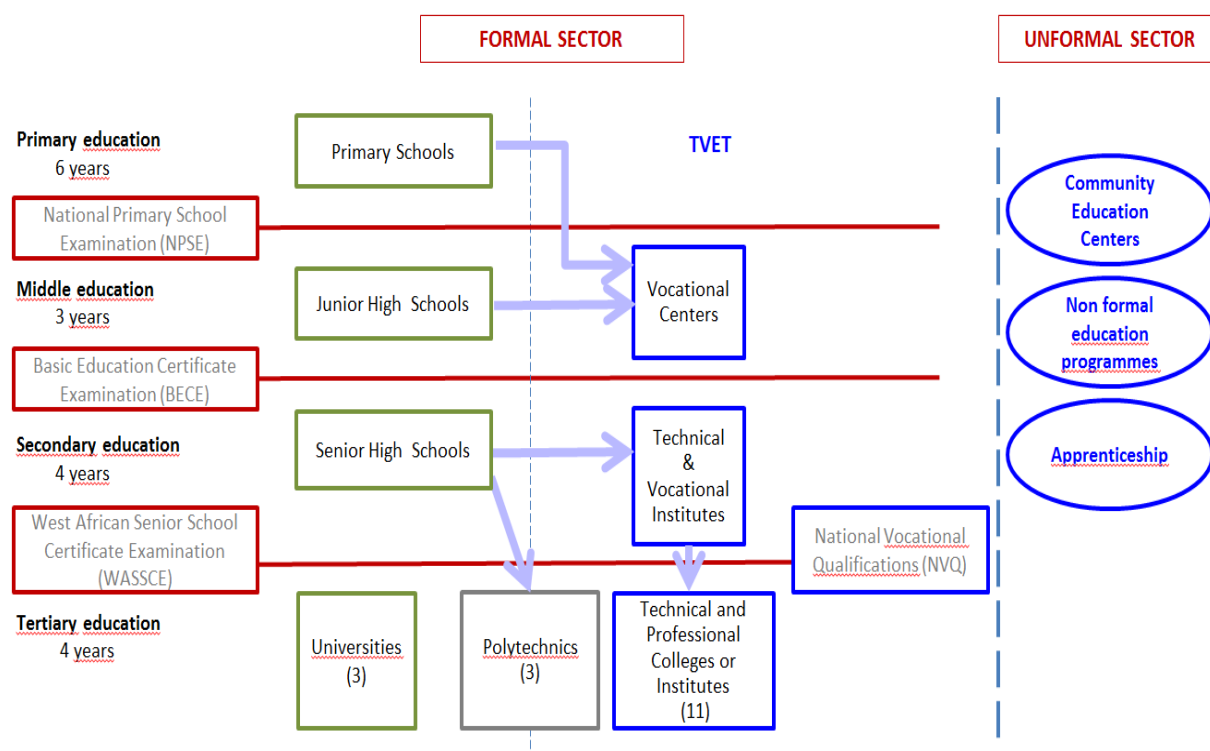 FORMAL SECTOR
UNFORMAL SECTOR
Primary education
6 years
Primary Schools
TVET
Community
Education
Centers
National Primary School
Examination (NPSE)
Middle education
3 years
Junior High  Schools
Vocational
Centers
Non formal
education
programmes
Basic Education Certificate
Examination (BECE)
Secondary education
4 years
Senior High Schools
Technical
&
Vocational
Institutes
Apprenticeship
West African Senior School
Certificate Examination
(WASSCE)
National Vocational
Qualifications (NVQ)
Tertiary education
4 years
Universities
(3)
Polytechnics
(3)
Technical and
Professional
Colleges or
Institutes
(11)